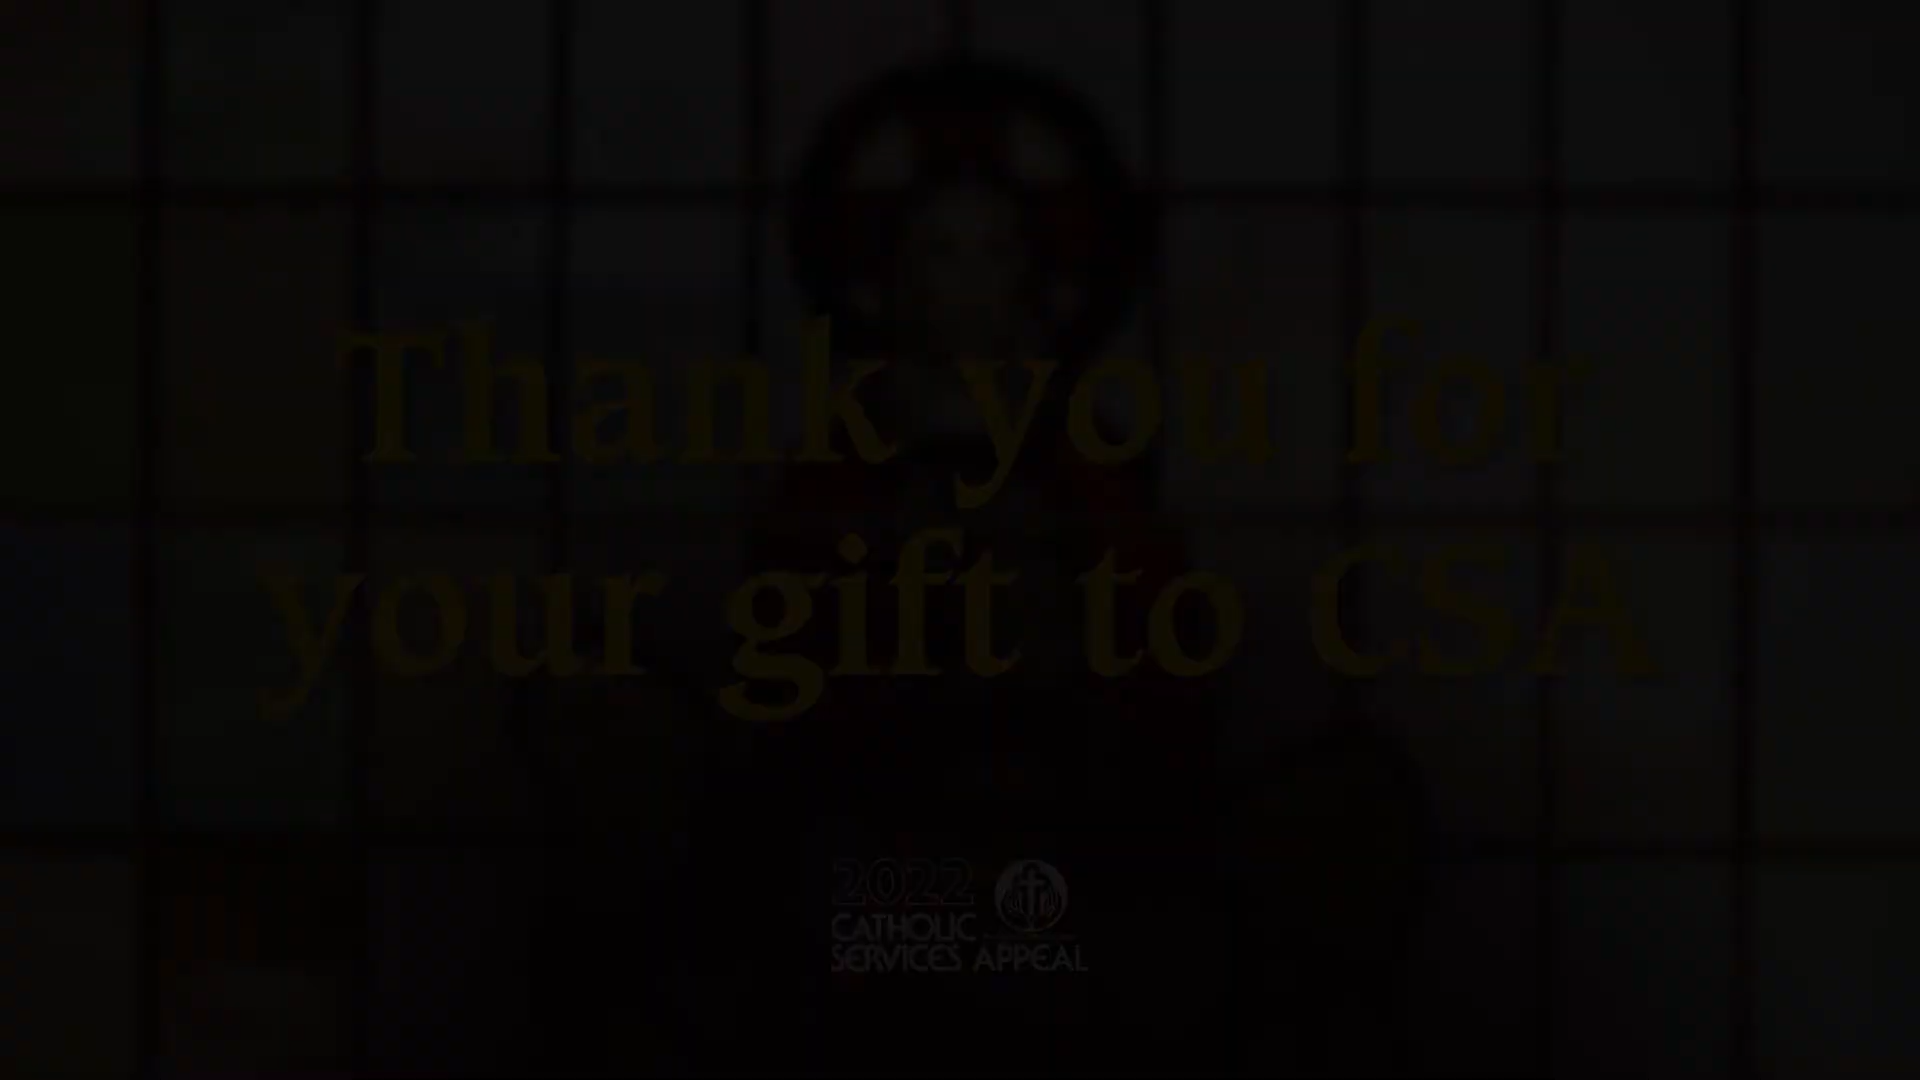 Thank you for
your gift to CSA
2022
CATHOLIC
SERVICES APPEAL